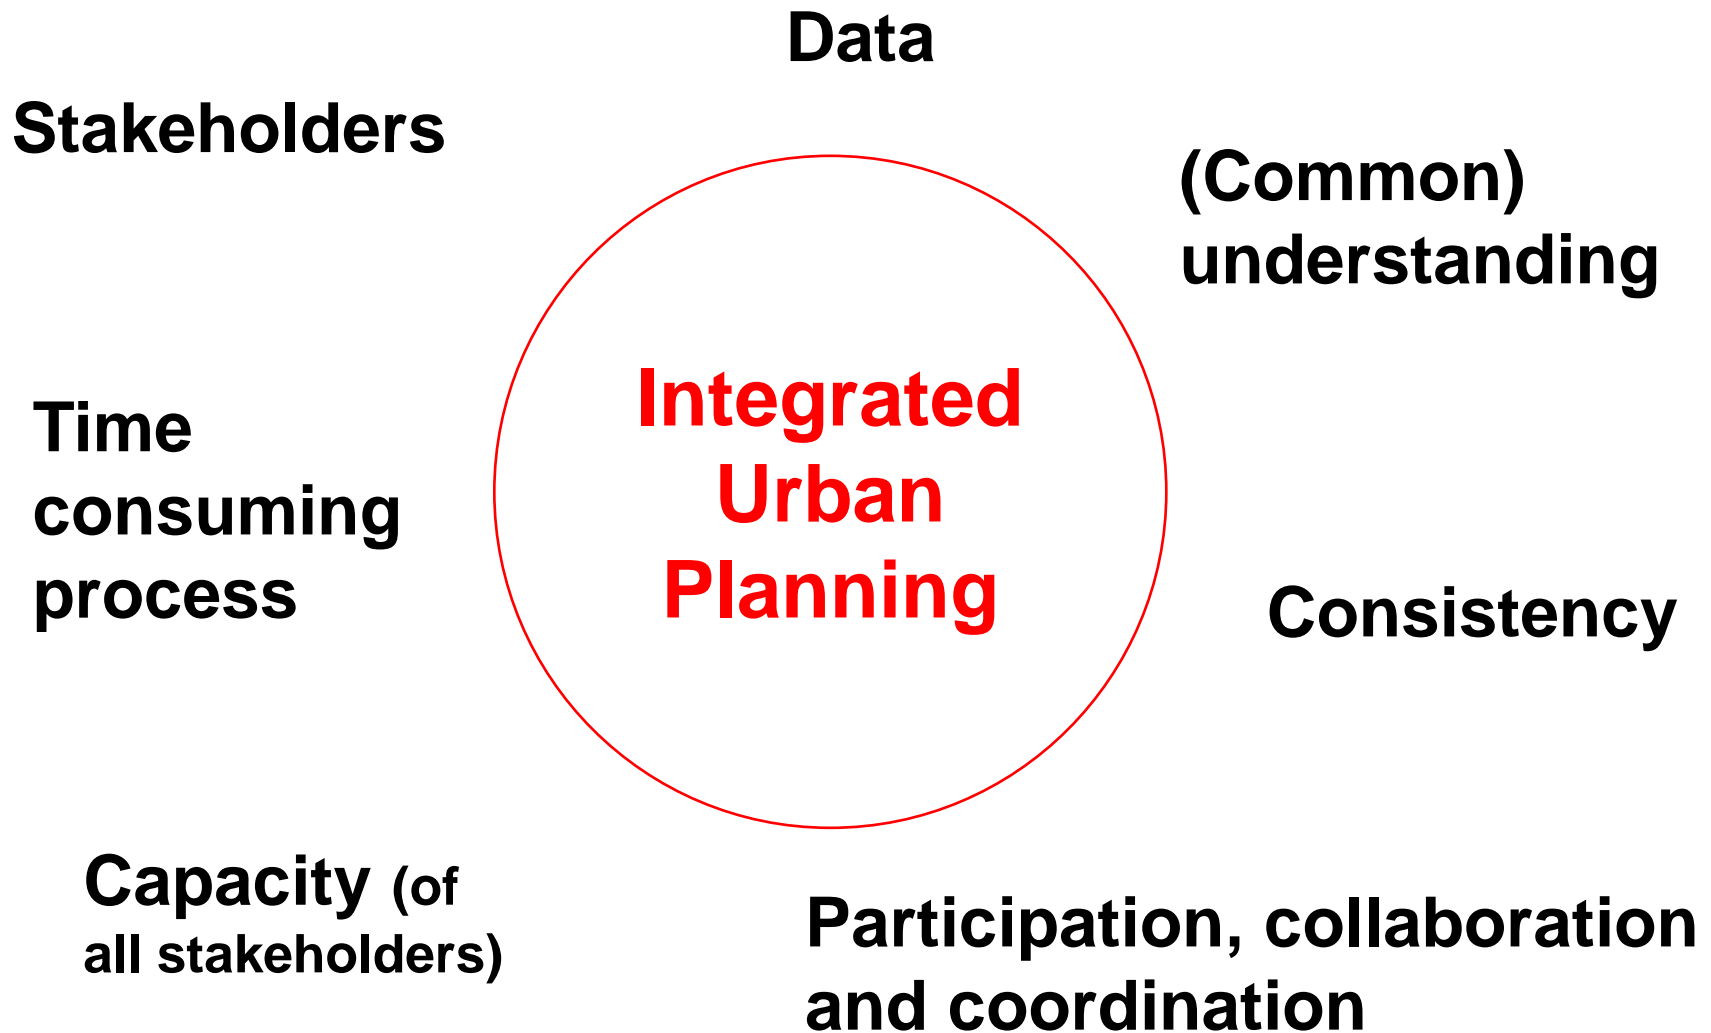 Data
Stakeholders
(Common)
understanding
Integrated
Urban
Planning
Time
consuming
process
Consistency
Capacity (of
all stakeholders)
Participation, collaboration
and coordination